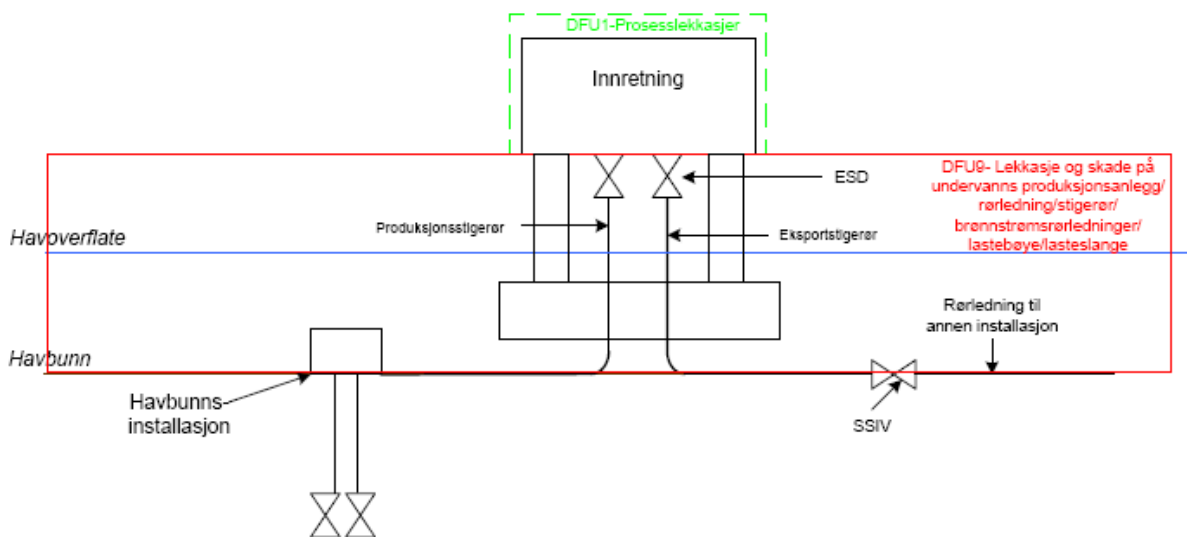 DFU1-Prosesslekkasjer
Innretning
ESD
DFU9- Lekkasje og skade på
undervanns produksjonsanlegg/
rørledning/stigerør/
brønnstrømsrørledninger/
lastebøye/lasteslange
Produksjonsstigerør
Eksportstigerør
Havoverflate
Rørledning til
annen installasjon
Havbunn
Havbunns-
installasjon
SSIV